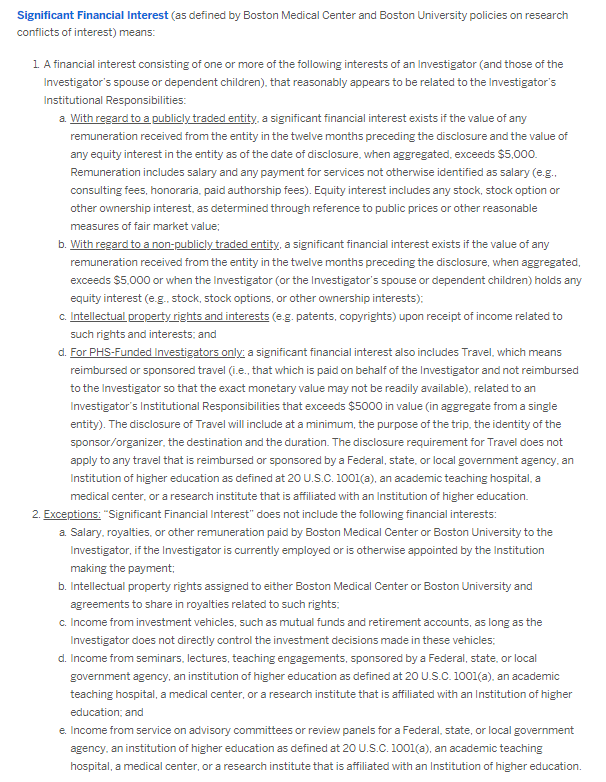 Significant Financial Interest (as defined by Boston Medical Center and Boston University policies on research
conflicts of interest) means:
1. A financial interest consisting of one or more of the following interests of an Investigator (and those of the
Investigator's spouse or dependent children), that reasonably appears to be related to the Investigator's
Institutional Responsibilities:
a. With regard to a publicly traded entity, a significant financial interest exists if the value of any
remuneration received from the entity in the twelve months preceding the disclosure and the value of
any equity interest in the entity as of the date of disclosure, when aggregated, exceeds $5,000.
Remuneration includes salary and any payment for services not otherwise identified as salary (e.g.,
consulting fees, honoraria, paid authorship fees). Equity interest includes any stock, stock option or
other ownership interest, as determined through reference to public prices or other reasonable
measures of fair market value;
b. With regard to a non-publicly traded entity, a significant financial interest exists if the value of any
remuneration received from the entity in the twelve months preceding the disclosure, when aggregated,
exceeds $5,000 or when the Investigator (or the Investigator's spouse or dependent children) holds any
equity interest (e.g., stock, stock options, or other ownership interests);
c. Intellectual property rights and interests (e.g. patents, copyrights) upon receipt of income related to
such rights and interests; and
d. For PHS-Funded Investigators only: a significant financial interest also includes Travel, which means
reimbursed or sponsored travel (i.e., that which is paid on behalf of the Investigator and not reimbursed
to the Investigator so that the exact monetary value may not be readily available), related to an
Investigator's Institutional Responsibilities that exceeds $5000 in value (in aggregate from a single
entity). The disclosure of Travel will include at a minimum, the purpose of the trip, the identity of the
sponsor/organizer, the destination and the duration. The disclosure requirement for Travel does not
apply to any travel that is reimbursed or sponsored by a Federal, state, or local government agency, an
Institution of higher education as defined at 20 U.S.C. 1001(a), an academic teaching hospital, a
medical center, or a research institute that is affiliated with an Institution of higher education.
2. Exceptions: "Significant Financial Interest" does not include the following financial interests:
a. Salary, royalties, or other remuneration paid by Boston Medical Center or Boston University to the
Investigator, if the Investigator is currently employed or is otherwise appointed by the Institution
making the payment;
b. Intellectual property rights assigned to either Boston Medical Center or Boston University and
agreements to share in royalties related to such rights;
c. Income from investment vehicles, such as mutual funds and retirement accounts, as long as the
Investigator does not directly control the investment decisions made in these vehicles;
d. Income from seminars, lectures, teaching engagements, sponsored by a Federal, state, or local
government agency, an institution of higher education as defined at 20 U.S.C. 1001(a), an academic
teaching hospital, a medical center, or a research institute that is affiliated with an Institution of higher
education; and
e. Income from service on advisory committees or review panels for a Federal, state, or local government
agency, an institution of higher education as defined at 20 U.S.C. 1001(a), an academic teaching
hospital, a medical center, or a research institute that is affiliated with an Institution of higher education.